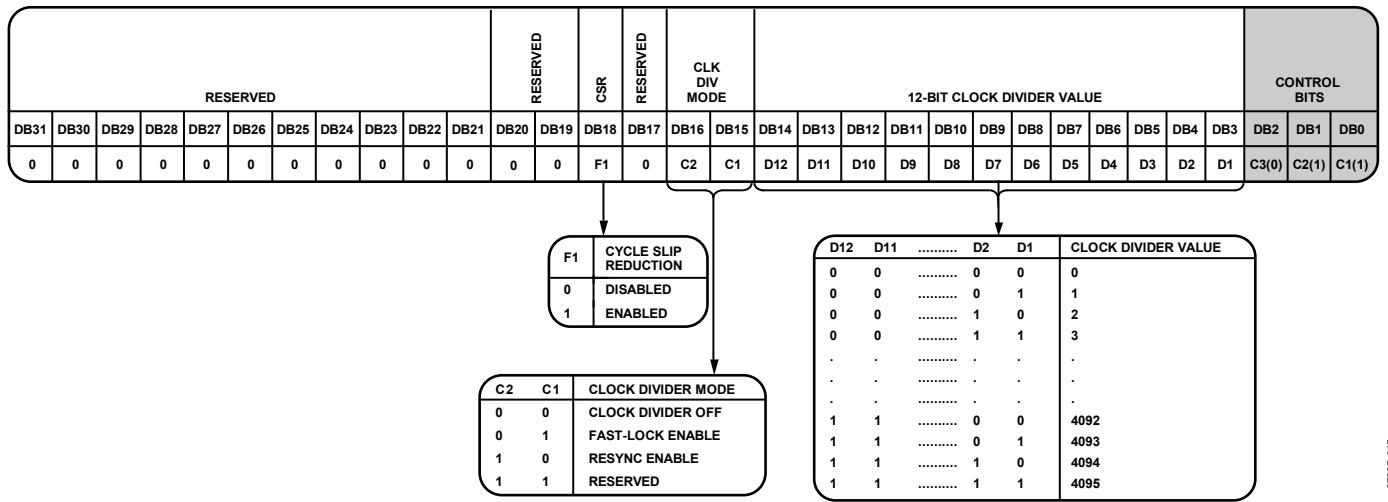 RESERVED
RESERVED
CSR
RESERVED
CLK
DIV
MODE
12-BIT CLOCK DIVIDER VALUE
CONTROL
BITS
DB31 DB30 DB29 DB28 DB27 DB26 DB25 DB24 DB23 DB22 DB21 DB20 DB19 DB18 DB17 DB16 DB15 DB14 DB13 DB12 DB11 DB10 DB9 DB8 DB7 DB6 DB5 DB4 DB3 DB2 DB1 DB0
0 0 0 0 0 0 0 0 0 0 0 0 0 F1 0 C2 C1 D12 D11 D10 D9 D8 D7 D6 D5 D4 D3 D2 D1 C3(0) C2(1) C1(1)
F1 CYCLE SLIP
REDUCTION
0 DISABLED
1 ENABLED
C2 C1 CLOCK DIVIDER MODE
0 0 CLOCK DIVIDER OFF
0 1 FAST-LOCK ENABLE
1 0 RESYNC ENABLE
1 1 RESERVED
D12 D11 .......... D2 D1 CLOCK DIVIDER VALUE
0 0 .......... 0 0 0
0 0 .......... 0 1 1
0 0 .......... 1 0 2
0 0 .......... 1 1 3
. . .......... . . .
. . .......... . . .
. . .......... . . .
1 1 .......... 0 0 4092
1 1 .......... 0 1 4093
1 1 .......... 1 0 4094
1 1 .......... 1 1 4095